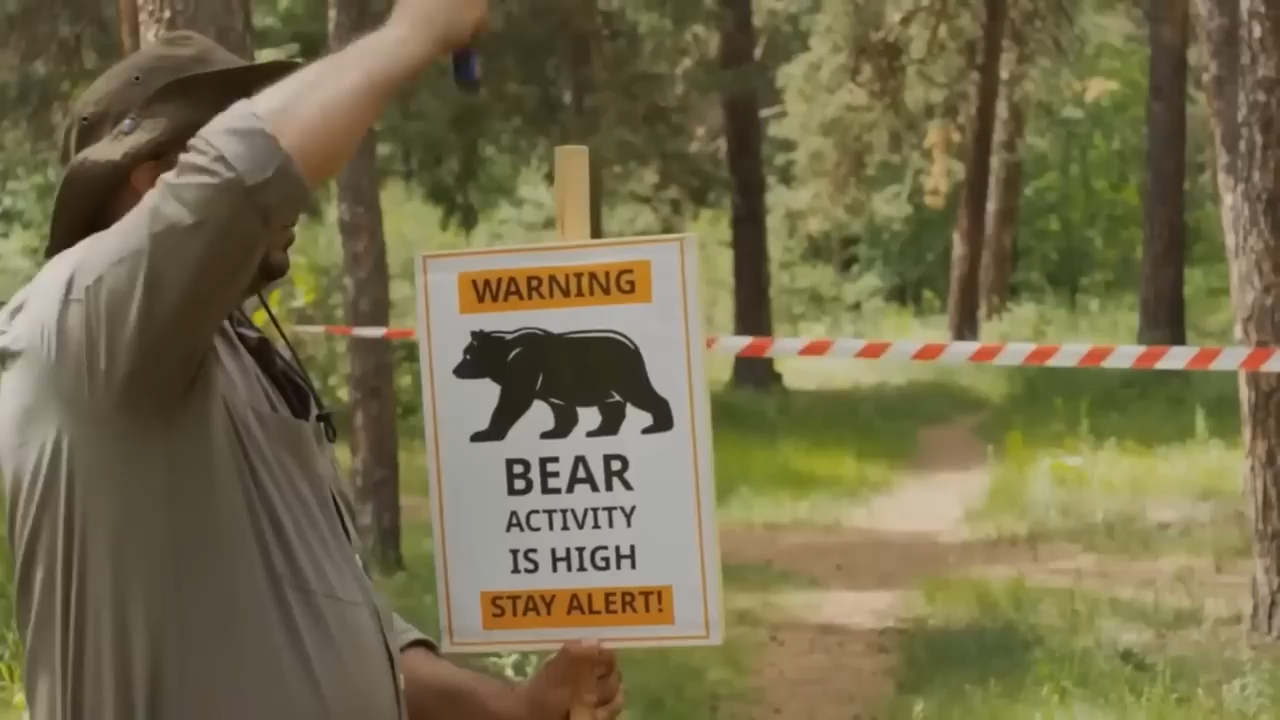 WARNING
BEAR
ACTIVITY
IS HIGH
STAY ALERT!